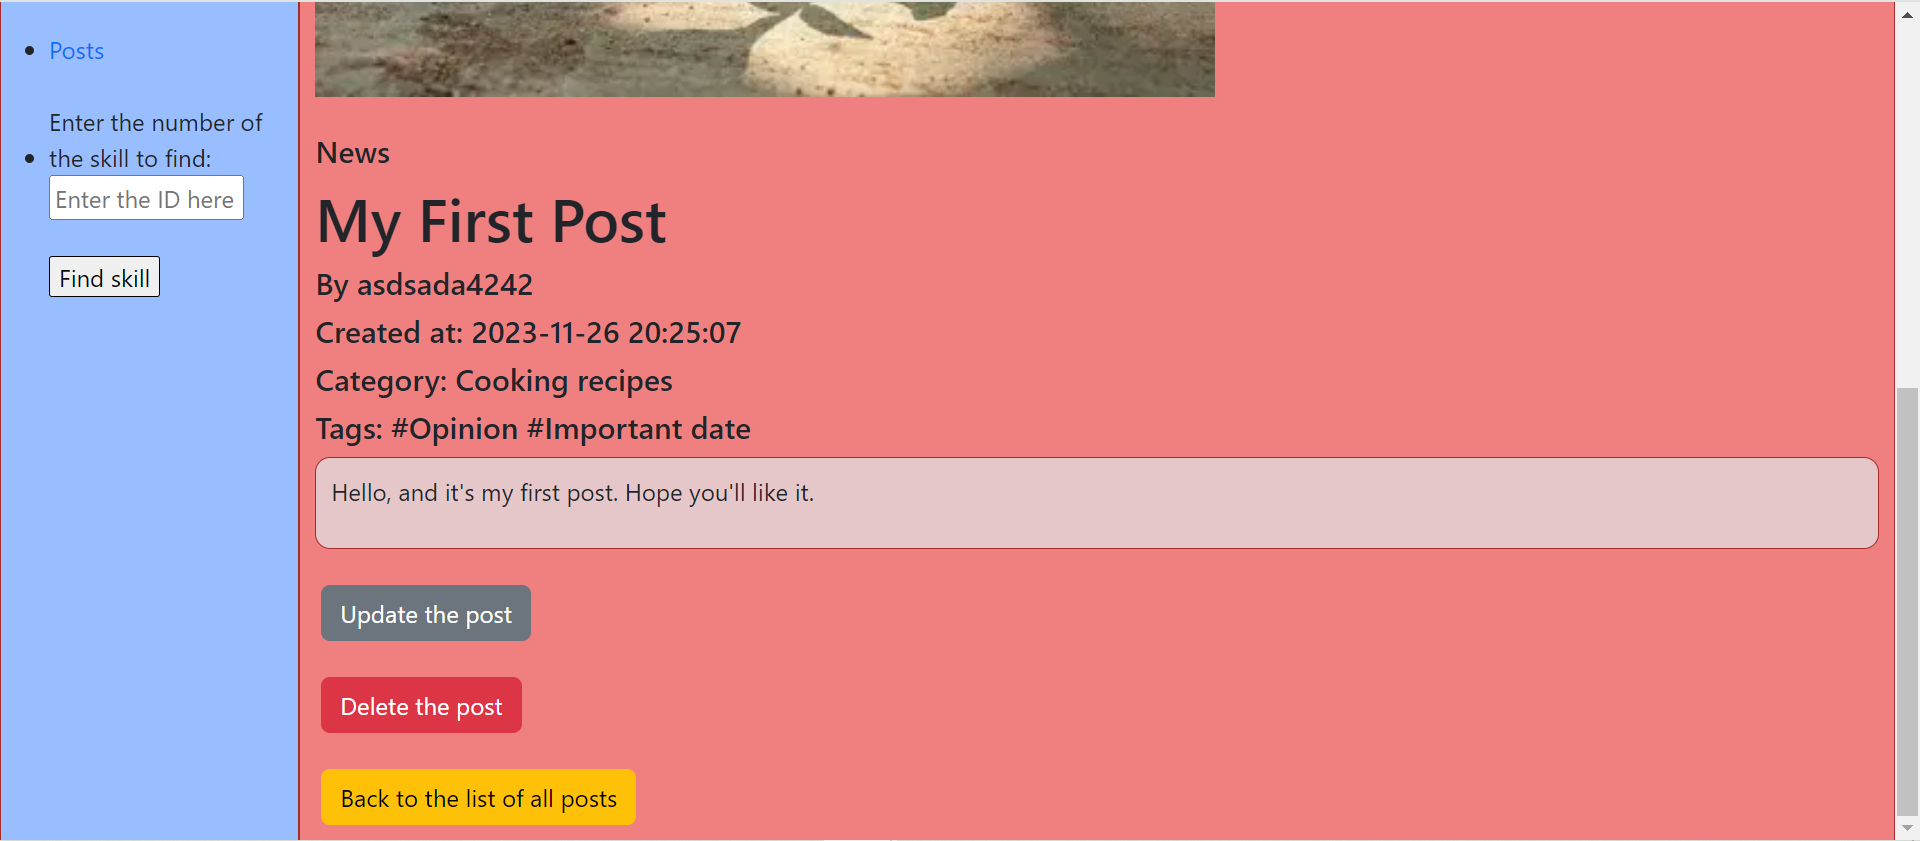 Posts
Enter the number of
the skill to find:
Enter the ID here
Find skill
News
My First Post
By asdsada4242
Created at: 2023-11-26 20:25:07
Category: Cooking recipes
Tags: #Opinion #Important date
Hello, and it's my first post. Hope you'll like it.
Update the post
Delete the post
Back to the list of all posts